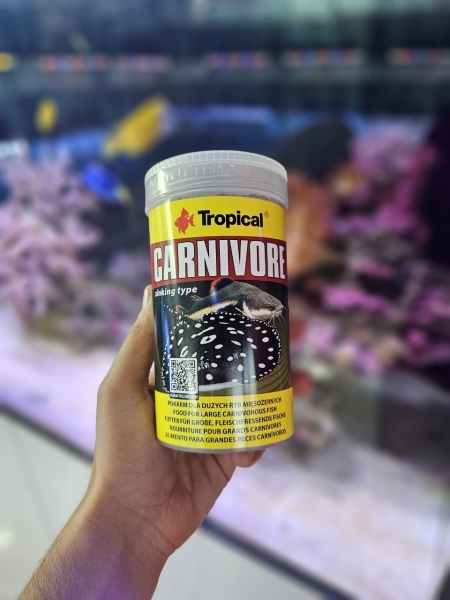 Tropical®
CARNIVORE
sinking type
POKARM DLA DUŻYCH RYB MIĘSOŻERNYCH
FOOD FOR LARGE CARNIVOROUS FISH
FUTTER FÜR GROßE, FLEISCHFRESSENDE FISCHE
NOURRITURE POUR GRANDS CARNIVORES
ALIMENTO PARA GRANDES PECES CARNÍVOROS